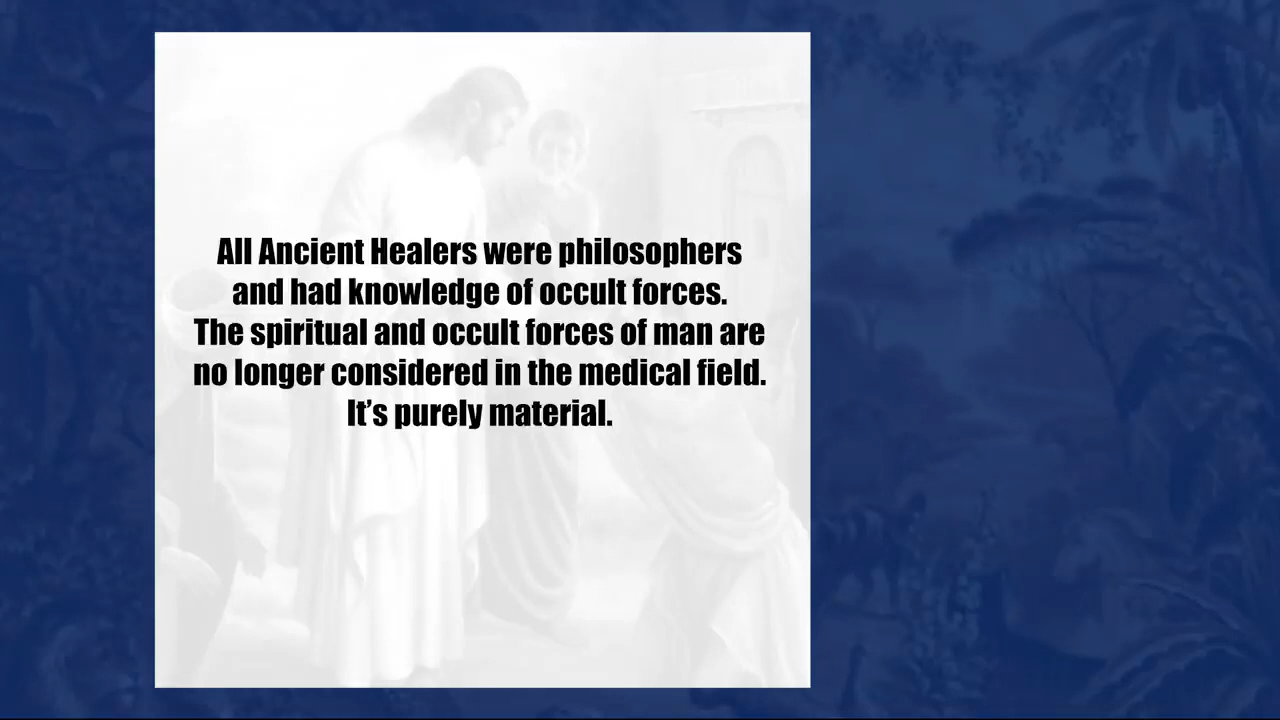 All Ancient Healers were philosophers
and had knowledge of occult forces.
The spiritual and occult forces of man are
no longer considered in the medical field.
It’s purely material.